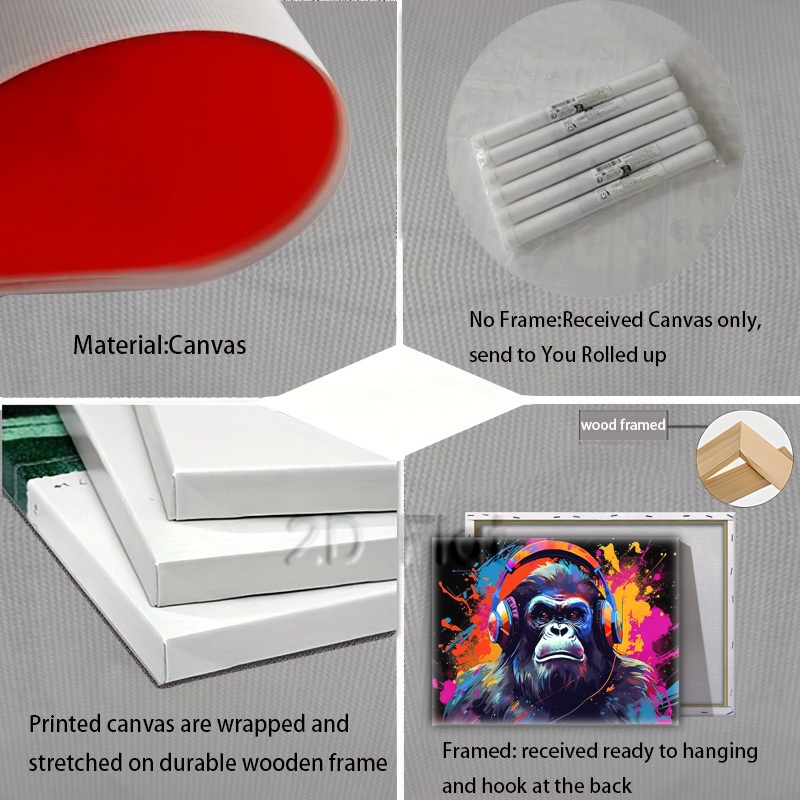 Material:Canvas
No Frame:Received Canvas only,
send to You Rolled up
Printed canvas are wrapped and
stretched on durable wooden frame
wood framed
Framed: received ready to hanging
and hook at the back